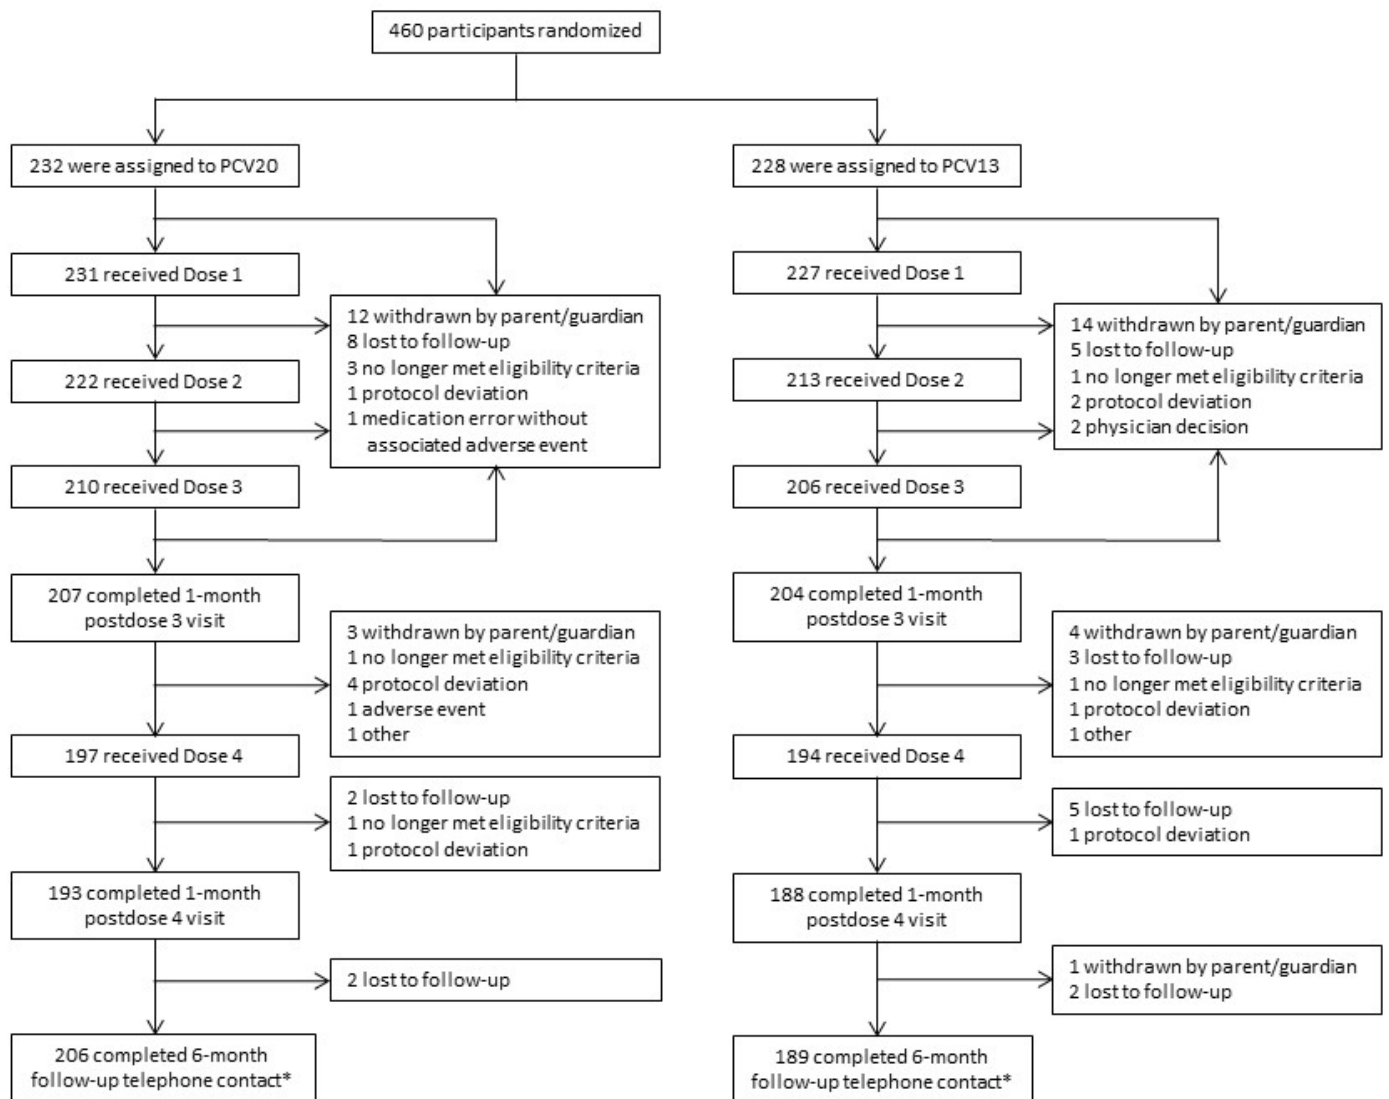 460 participants randomized
232 were assigned to PCV20
228 were assigned to PCV13
231 received Dose 1
227 received Dose 1
12 withdrawn by parent/guardian
8 lost to follow-up
3 no longer met eligibility criteria
1 protocol deviation
1 medication error without
associated adverse event
14 withdrawn by parent/guardian
5 lost to follow-up
1 no longer met eligibility criteria
2 protocol deviation
2 physician decision
222 received Dose 2
213 received Dose 2
210 received Dose 3
206 received Dose 3
207 completed 1-month
postdose 3 visit
204 completed 1-month
postdose 3 visit
3 withdrawn by parent/guardian
1 no longer met eligibility criteria
4 protocol deviation
1 adverse event
1 other
4 withdrawn by parent/guardian
3 lost to follow-up
1 no longer met eligibility criteria
1 protocol deviation
1 other
197 received Dose 4
194 received Dose 4
2 lost to follow-up
1 no longer met eligibility criteria
1 protocol deviation
5 lost to follow-up
1 protocol deviation
193 completed 1-month
postdose 4 visit
188 completed 1-month
postdose 4 visit
2 lost to follow-up
1 withdrawn by parent/guardian
2 lost to follow-up
206 completed 6-month
follow-up telephone contact*
189 completed 6-month
follow-up telephone contact*